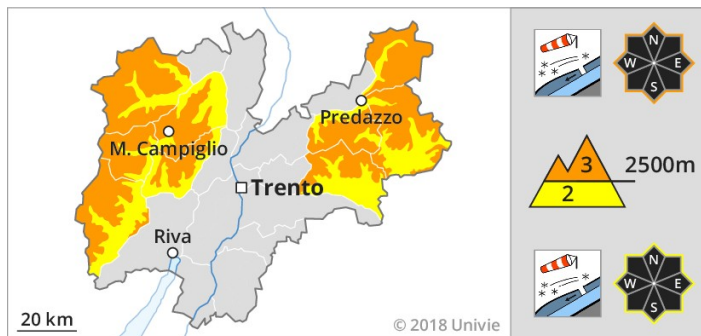 M. Campiglio
Predazzo
Trento
Riva
20 km
© 2018 Univie
N
W E
S
3 2500m
2
N
W E
S